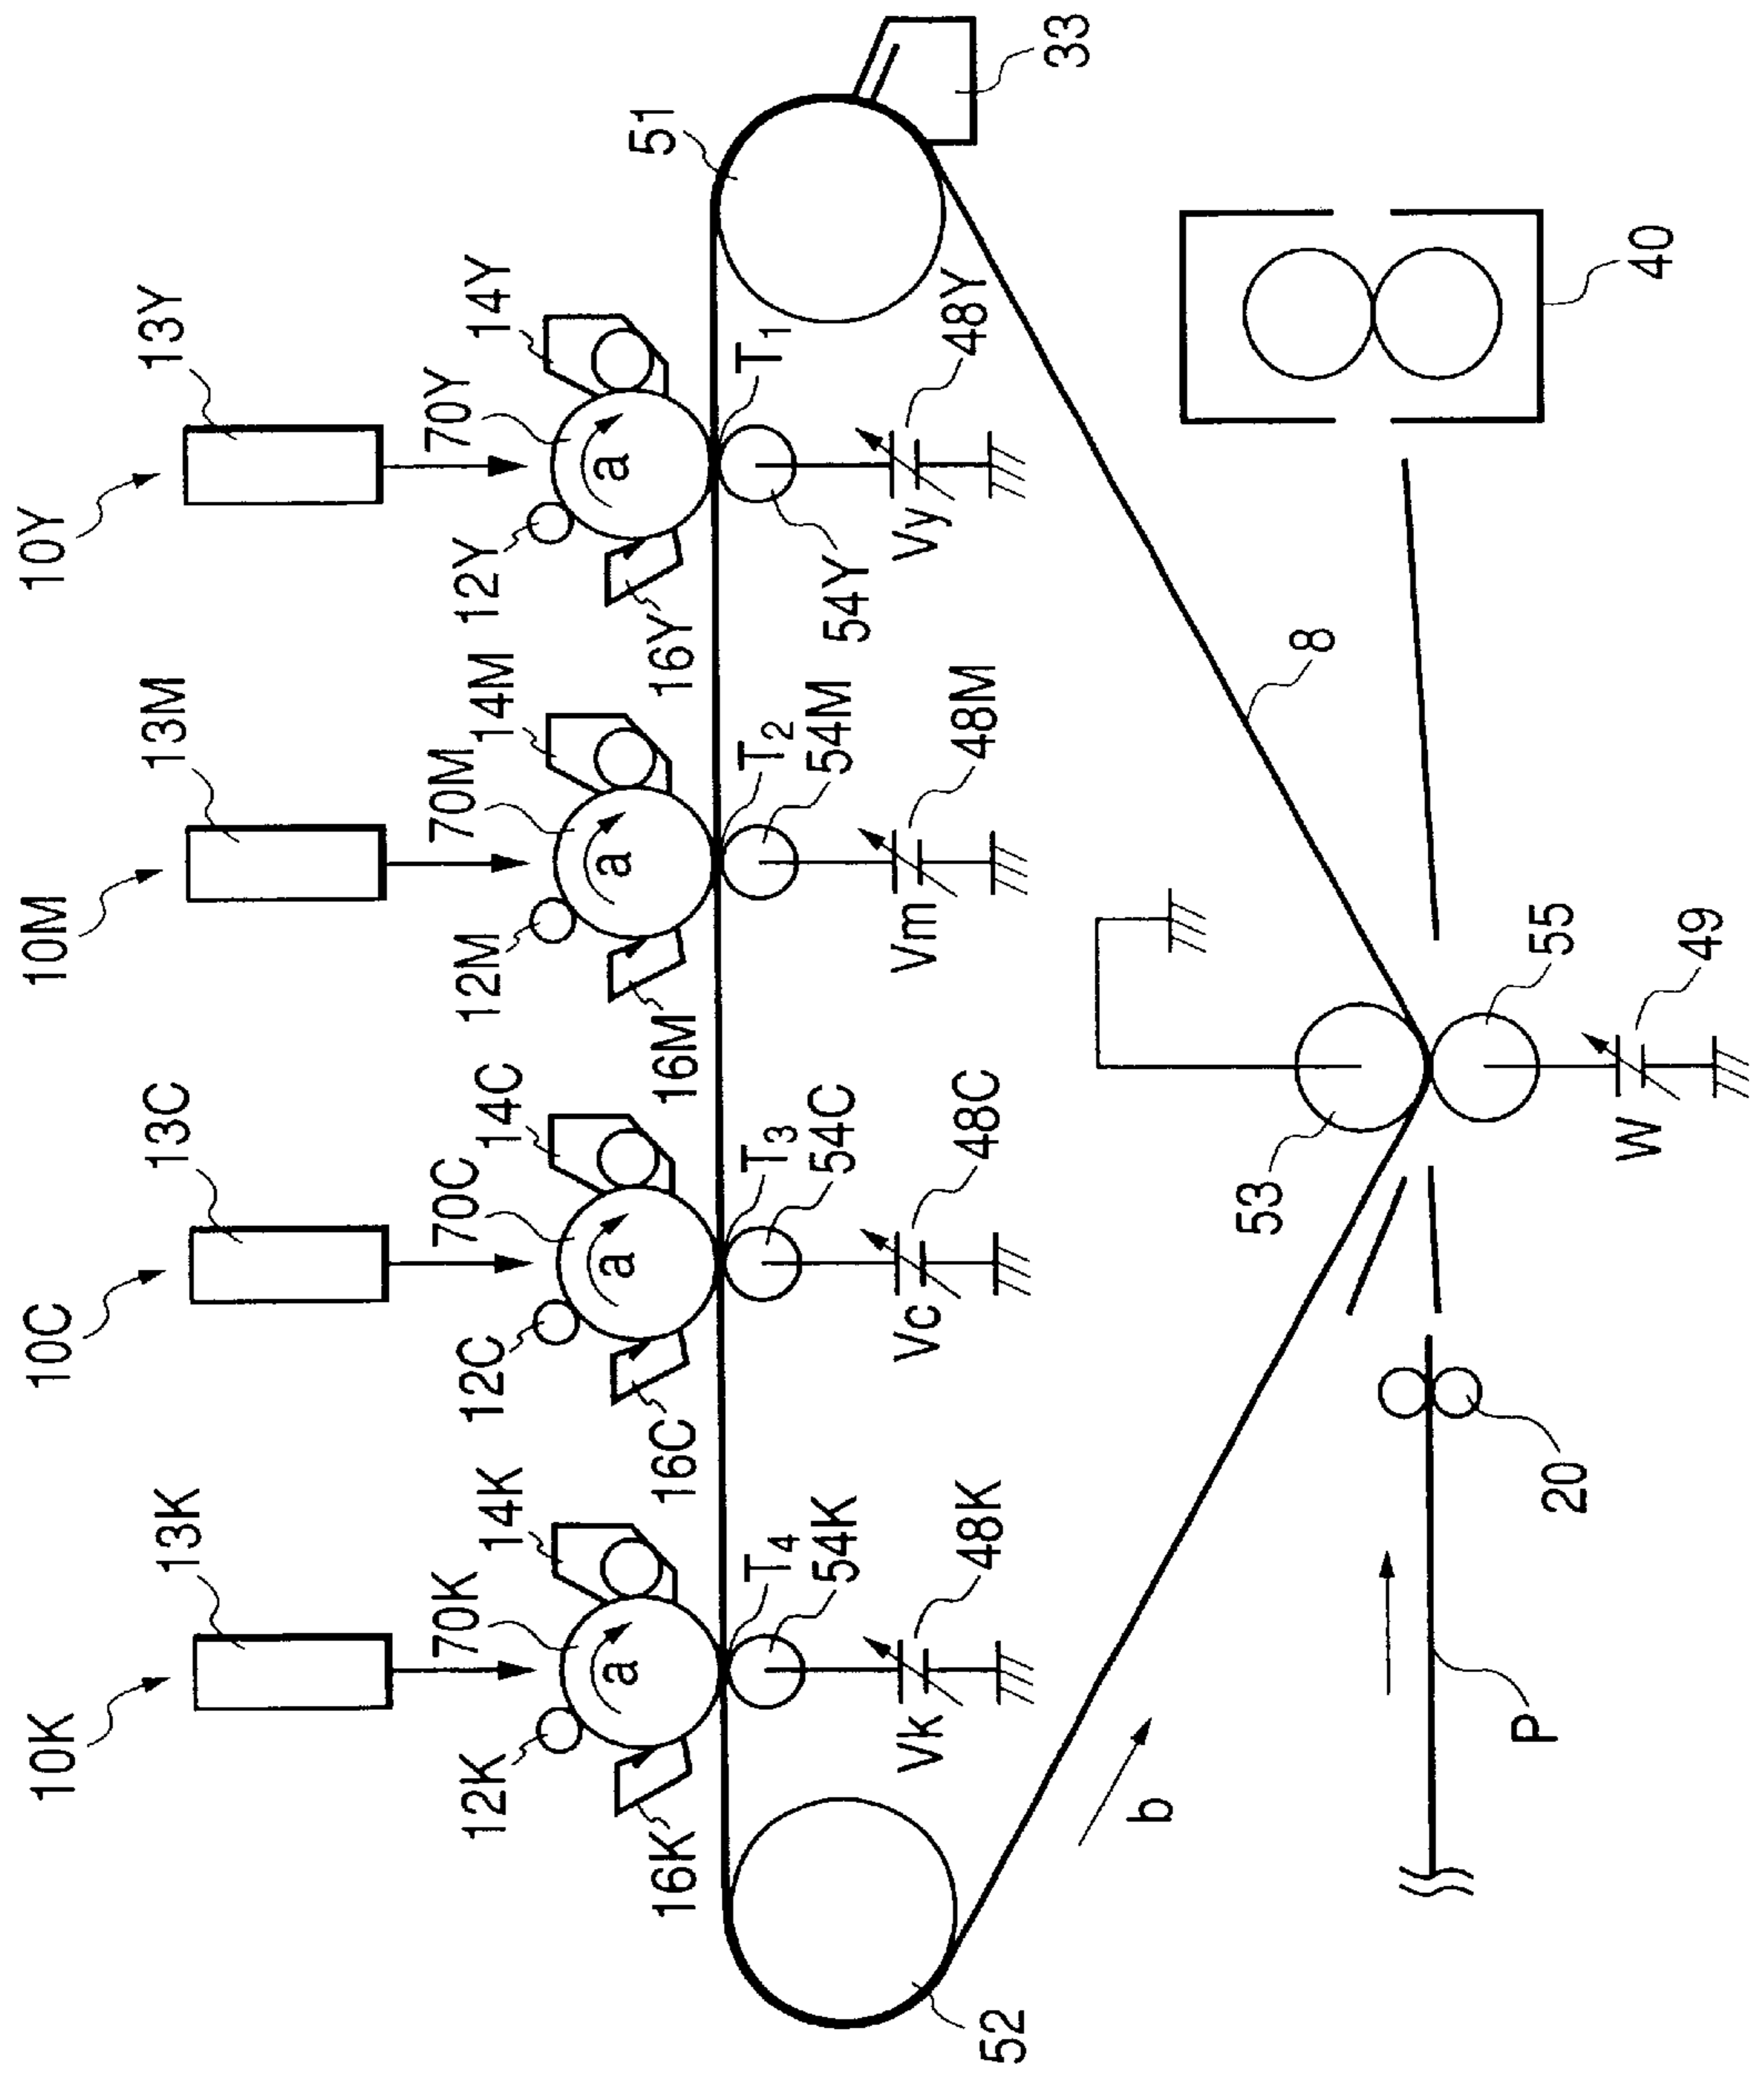 10Y
13Y
70Y
14Y
12Y
a
16Y
T1
54Y
Vy
48Y
51
33
10M
13M
70M
14M
12M
a
16M
T2
54M
Vm
48M
10C
13C
70C
14C
12C
a
16C
T3
54C
Vc
48C
10K
13K
70K
14K
12K
a
16K
T4
54K
Vk
48K
52
b
8
53
55
W
49
40
20
P